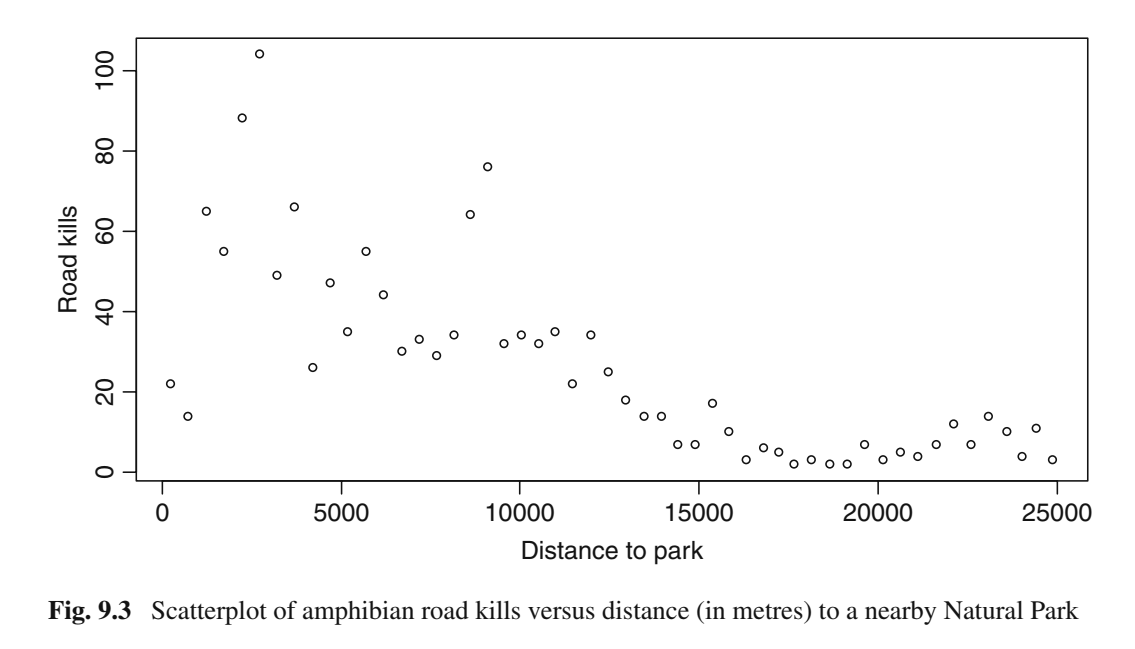 100
80
60
40
20
0
Road kills
0 5000 10000 15000 20000 25000
Distance to park
Fig. 9.3 Scatterplot of amphibian road kills versus distance (in metres) to a nearby Natural Park